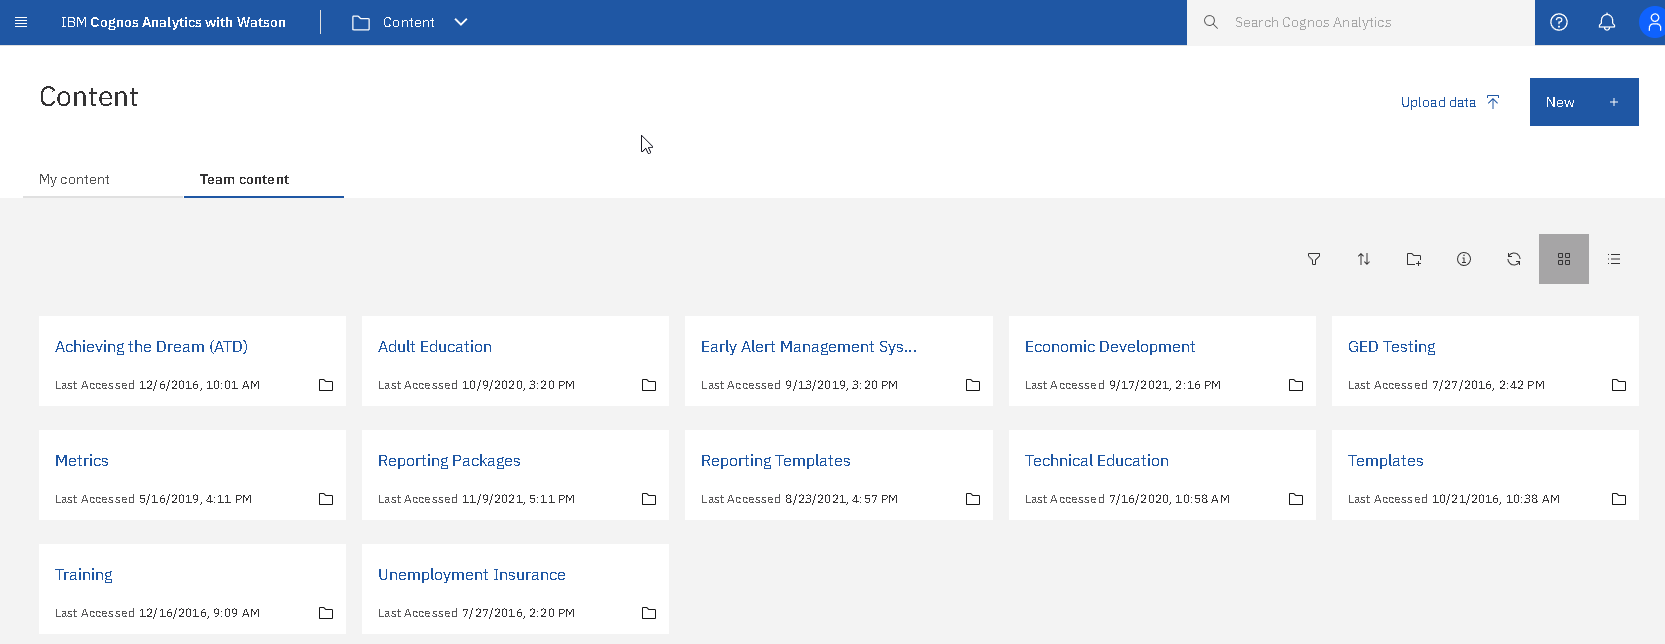 IBM Cognos Analytics with Watson
Content
Search Cognos Analytics
Content
Upload data
New +
My content
Team content
Achieving the Dream (ATD)
Last Accessed 12/6/2016, 10:01 AM
Adult Education
Last Accessed 10/9/2020, 3:20 PM
Early Alert Management Sys...
Last Accessed 9/13/2019, 3:20 PM
Economic Development
Last Accessed 9/17/2021, 2:16 PM
GED Testing
Last Accessed 7/27/2016, 2:42 PM
Metrics
Last Accessed 5/16/2019, 4:11 PM
Reporting Packages
Last Accessed 11/9/2021, 5:11 PM
Reporting Templates
Last Accessed 8/23/2021, 4:57 PM
Technical Education
Last Accessed 7/16/2020, 10:58 AM
Templates
Last Accessed 10/21/2016, 10:38 AM
Training
Last Accessed 12/16/2016, 9:09 AM
Unemployment Insurance
Last Accessed 7/27/2016, 2:20 PM